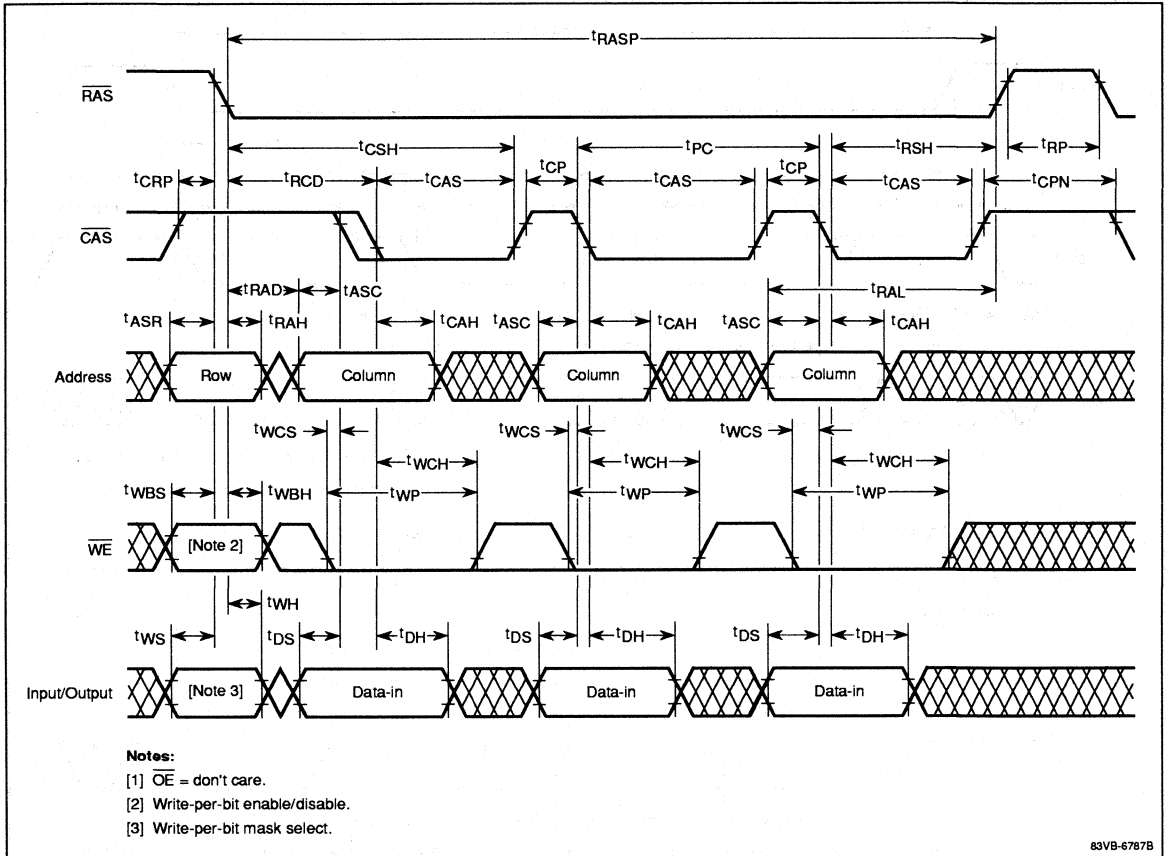 tRASP
RAS
tCSH
tCP
tPC
tCP
tRSH
tRP
tCRP
tRCD
tCAS
tCAS
tCAS
tCPN
CAS
tRAD
tASC
tRAL
tASR
tRAH
tCAH
tASC
tCAH
tASC
tCAH
Address
Row
Column
Column
Column
tWCS
tWCS
tWCS
tWCH
tWCH
tWCH
tWBS
tWBH
tWP
tWP
tWP
WE
[Note 2]
tWH
tWS
tDS
tDH
tDS
tDH
tDS
tDH
Input/Output
[Note 3]
Data-in
Data-in
Data-in
Notes:
[1] OE = don't care.
[2] Write-per-bit enable/disable.
[3] Write-per-bit mask select.
83VB-6787B